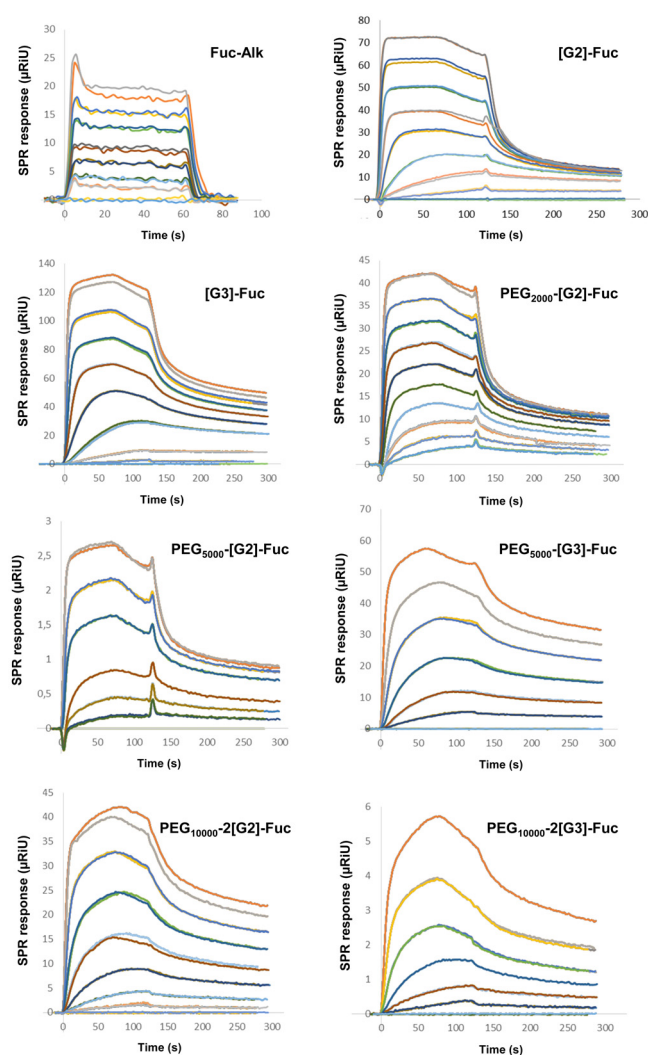 Fuc-Alk
SPR response (µRiU)
30
25
20
15
10
5
0
0 20 40 60 80 100
Time (s)
[G2]-Fuc
SPR response (µRiU)
80
70
60
50
40
30
20
10
0
0 50 100 150 200 250 300
Time (s)
[G3]-Fuc
SPR response (µRiU)
140
120
100
80
60
40
20
0
0 50 100 150 200 250 300
Time (s)
PEG2000-[G2]-Fuc
SPR response (µRiU)
45
40
35
30
25
20
15
10
5
0
0 50 100 150 200 250 300
Time (s)
PEG5000-[G2]-Fuc
SPR response (µRiU)
3
2,5
2
1,5
1
0,5
0
0 50 100 150 200 250 300
Time (s)
PEG5000-[G3]-Fuc
SPR response (µRiU)
70
60
50
40
30
20
10
0
0 50 100 150 200 250 300
Time (s)
PEG10000-2[G2]-Fuc
SPR response (µRiU)
45
40
35
30
25
20
15
10
5
0
0 50 100 150 200 250 300
Time (s)
PEG10000-2[G3]-Fuc
SPR response (µRiU)
6
5
4
3
2
1
0
0 50 100 150 200 250 300
Time (s)